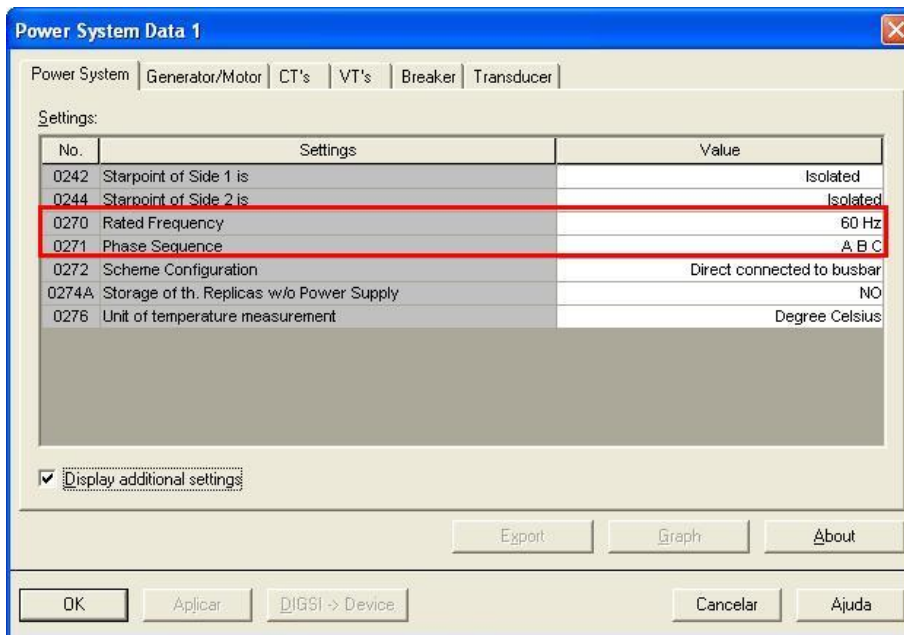 Power System Data 1
Power System Generator/Motor CT's VT's Breaker Transducer
Settings:
No. Settings Value
0242 Starpoint of Side 1 is Isolated
0244 Starpoint of Side 2 is Isolated
0270 Rated Frequency 60 Hz
0271 Phase Sequence A B C
0272 Scheme Configuration Direct connected to busbar
0274A Storage of th. Replicas w/o Power Supply NO
0276 Unit of temperature measurement Degree Celsius
Display additional settings
Export Graph About
OK Aplicar DIGSI -> Device Cancelar Ajuda